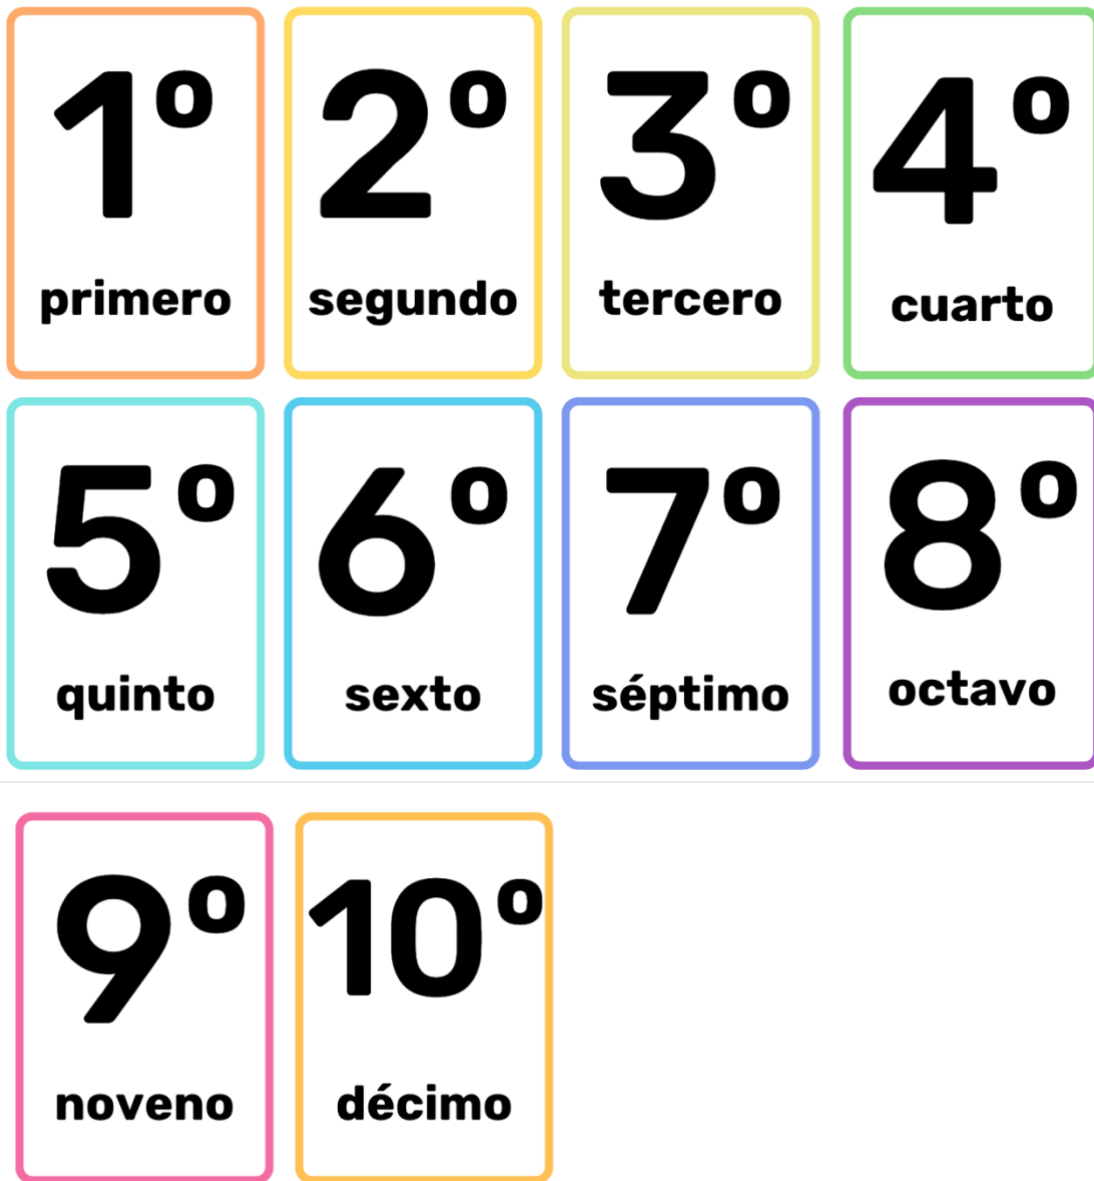 1º 2º 3º 4º
primero segundo tercero cuarto
5º 6º 7º 8º
quinto sexto séptimo octavo
9º 10º
noveno décimo